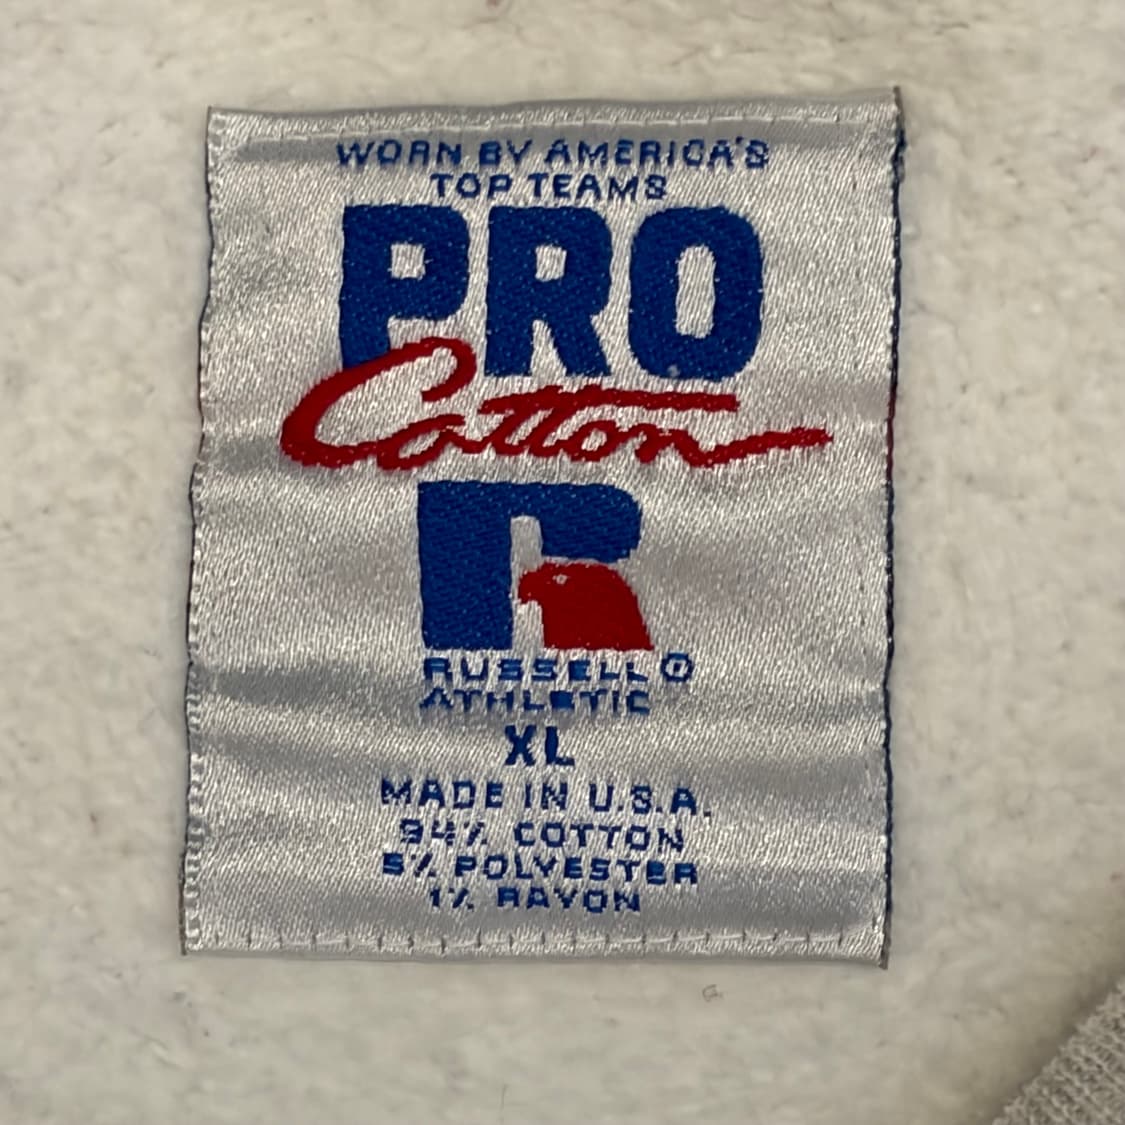 WORN BY AMERICA'S
TOP TEAMS
PRO
Cotton
R
RUSSELL®
ATHLETIC
XL
MADE IN U.S.A.
94% COTTON
5% POLYESTER
1% RAYON